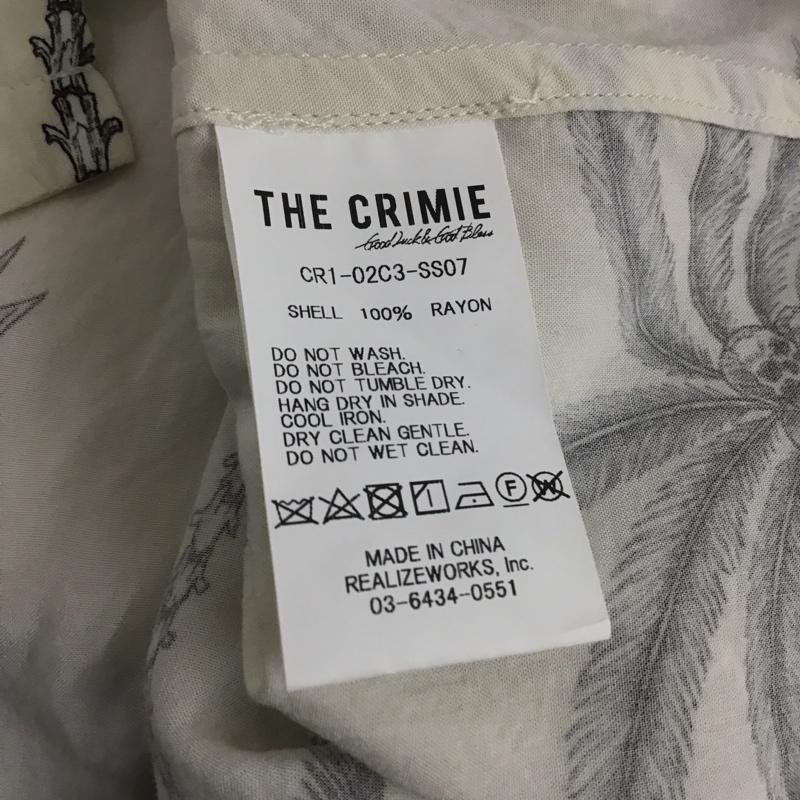 THE CRIMIE
Good Luck & God Bless
CR1-02C3-SS07
SHELL 100% RAYON
DO NOT WASH.
DO NOT BLEACH.
DO NOT TUMBLE DRY.
HANG DRY IN SHADE.
COOL IRON.
DRY CLEAN GENTLE.
DO NOT WET CLEAN.
F W
MADE IN CHINA
REALIZEWORKS, Inc.
03-6434-0551